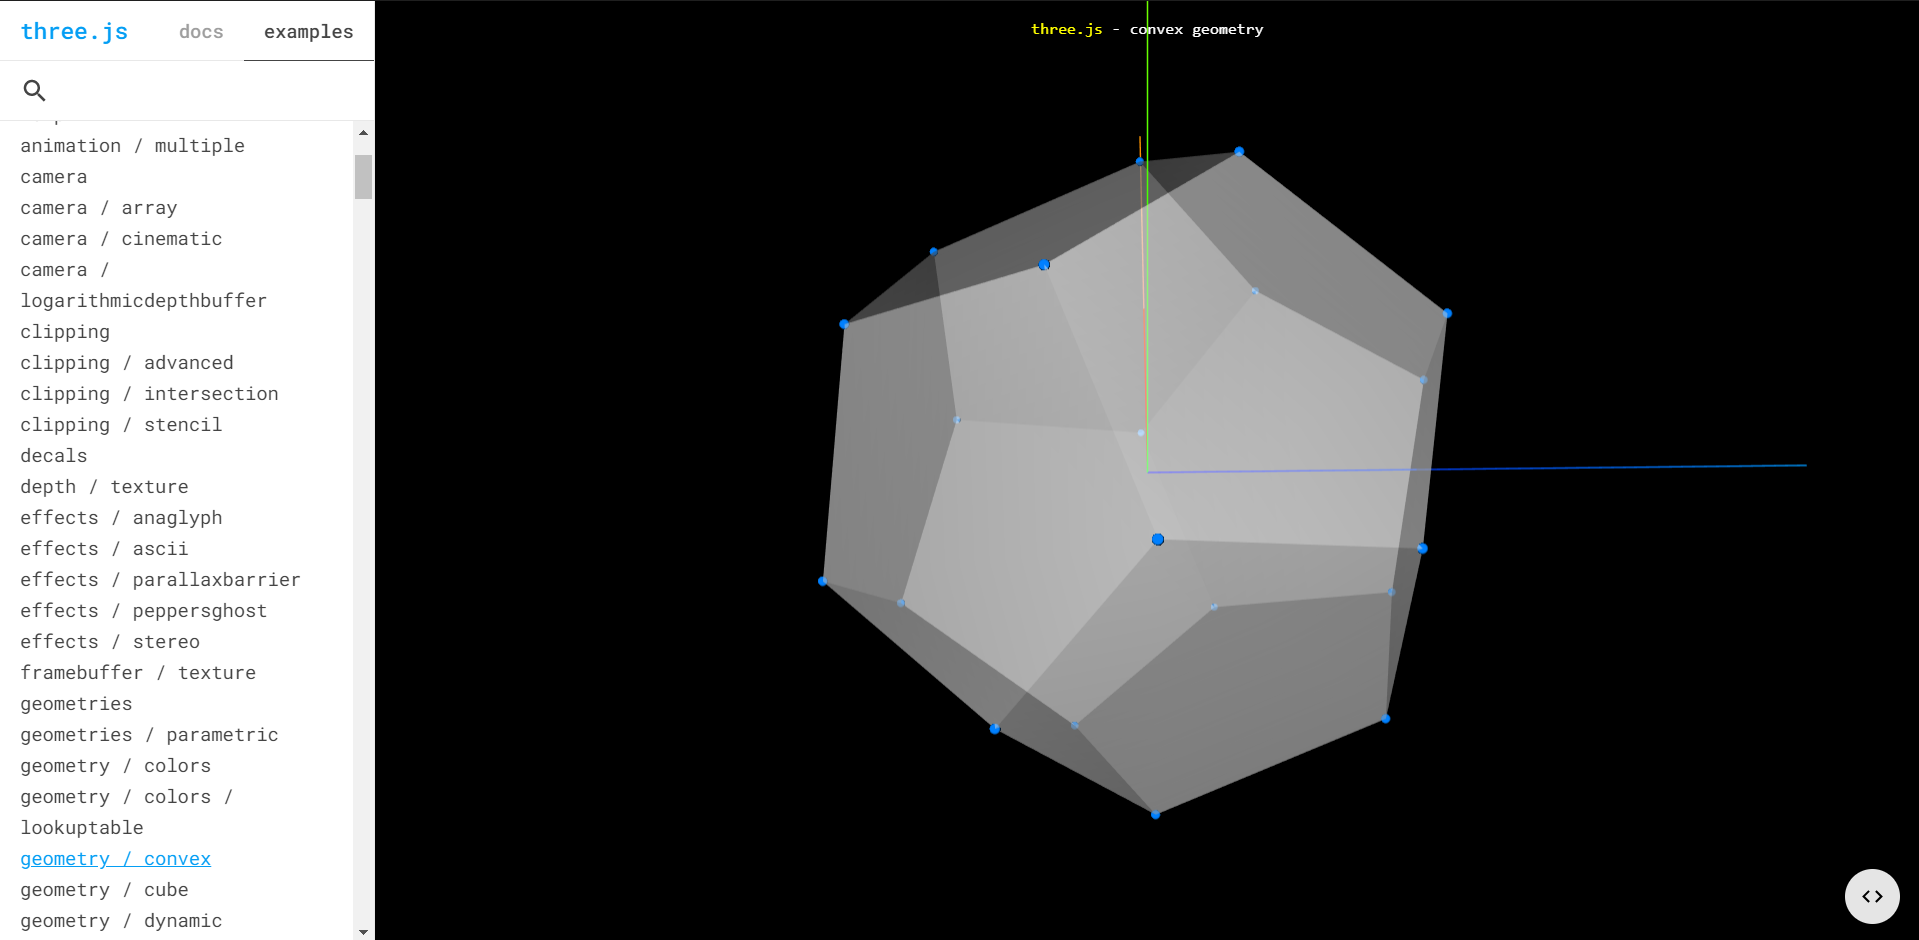 three.js docs examples
animation / multiple
camera
camera / array
camera / cinematic
camera /
logarithmicdepthbuffer
clipping
clipping / advanced
clipping / intersection
clipping / stencil
decals
depth / texture
effects / anaglyph
effects / ascii
effects / parallaxbarrier
effects / peppersghost
effects / stereo
framebuffer / texture
geometries
geometries / parametric
geometry / colors
geometry / colors /
lookuptable
geometry / convex
geometry / cube
geometry / dynamic
three.js - convex geometry